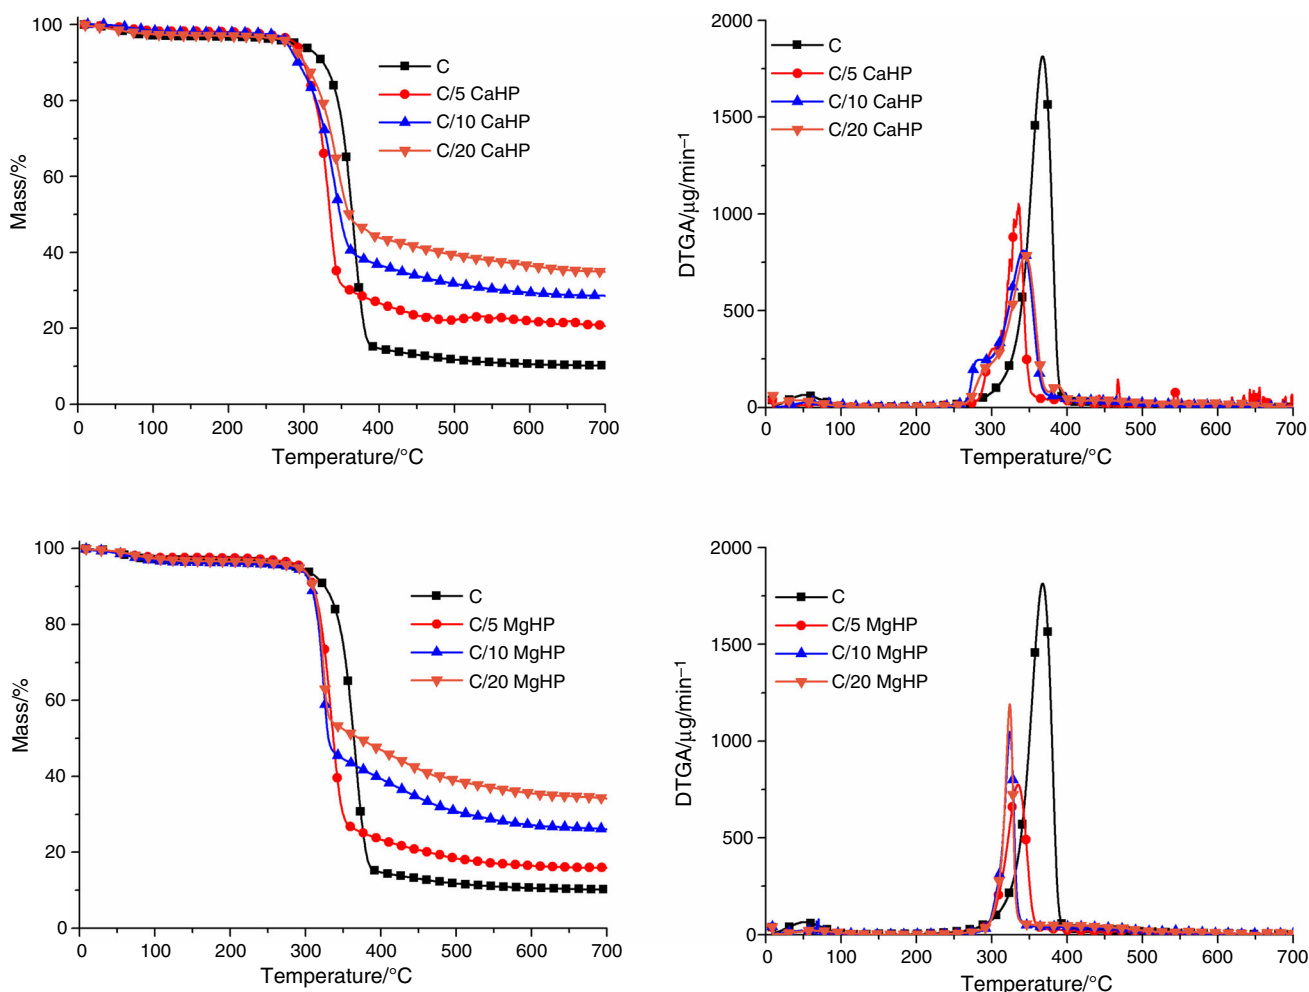 100
80
60
40
20
0
Mass/%
C
C/5 CaHP
C/10 CaHP
C/20 CaHP
0 100 200 300 400 500 600 700
Temperature/°C
2000
1500
1000
500
0
DTGA/µg/min⁻¹
C
C/5 CaHP
C/10 CaHP
C/20 CaHP
0 100 200 300 400 500 600 700
Temperature/°C
100
80
60
40
20
0
Mass/%
C
C/5 MgHP
C/10 MgHP
C/20 MgHP
0 100 200 300 400 500 600 700
Temperature/°C
2000
1500
1000
500
0
DTGA/µg/min⁻¹
C
C/5 MgHP
C/10 MgHP
C/20 MgHP
0 100 200 300 400 500 600 700
Temperature/°C